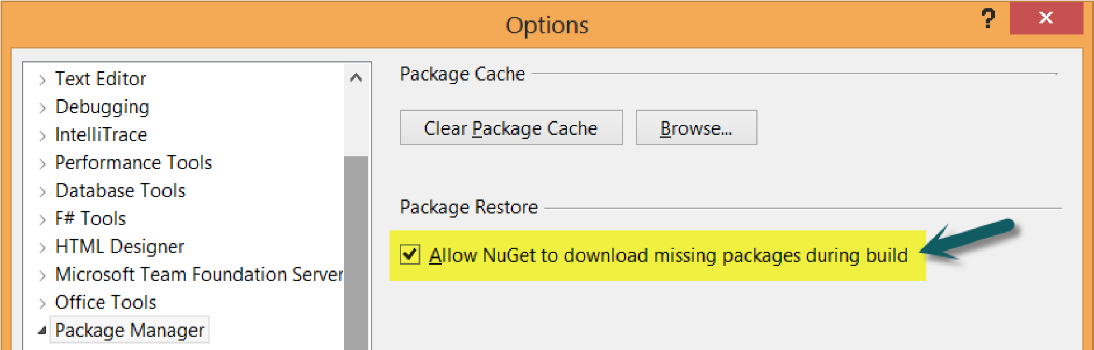 Options
?
x
Text Editor
Debugging
IntelliTrace
Performance Tools
Database Tools
F# Tools
HTML Designer
Microsoft Team Foundation Server
Office Tools
Package Manager
Package Cache
Clear Package Cache
Browse...
Package Restore
Allow NuGet to download missing packages during build